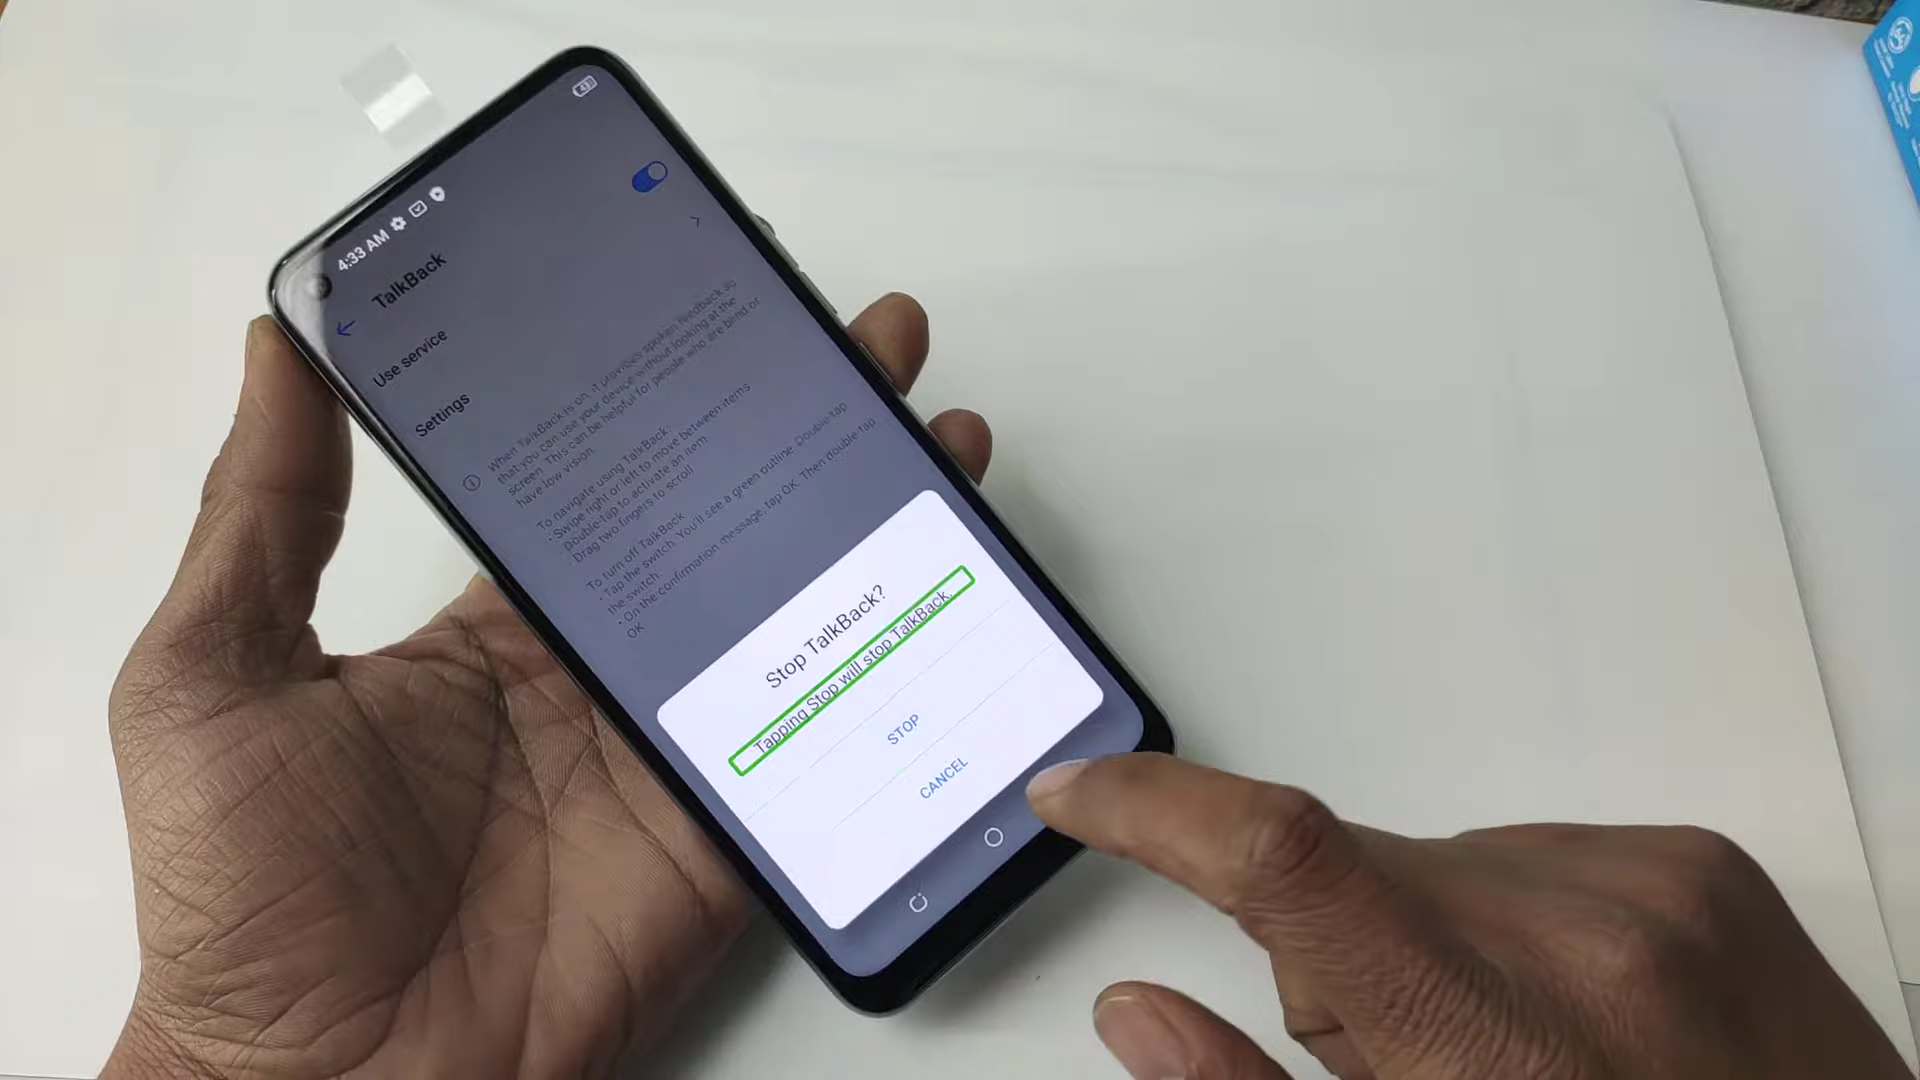 43
4:33 AM
TalkBack
Use service
Settings
When TalkBack is on, it provides spoken feedback so
that you can use your device without looking at the
screen. This can be helpful for people who are blind or
have low vision.
To navigate using TalkBack:
• Swipe right or left to move between items
• Double-tap to activate an item
• Drag two fingers to scroll
To turn off TalkBack:
• Tap the switch. You'll see a green outline. Double-tap
the switch.
• On the confirmation message, tap OK. Then double-tap
OK
Stop TalkBack?
Tapping Stop will stop TalkBack.
STOP
CANCEL